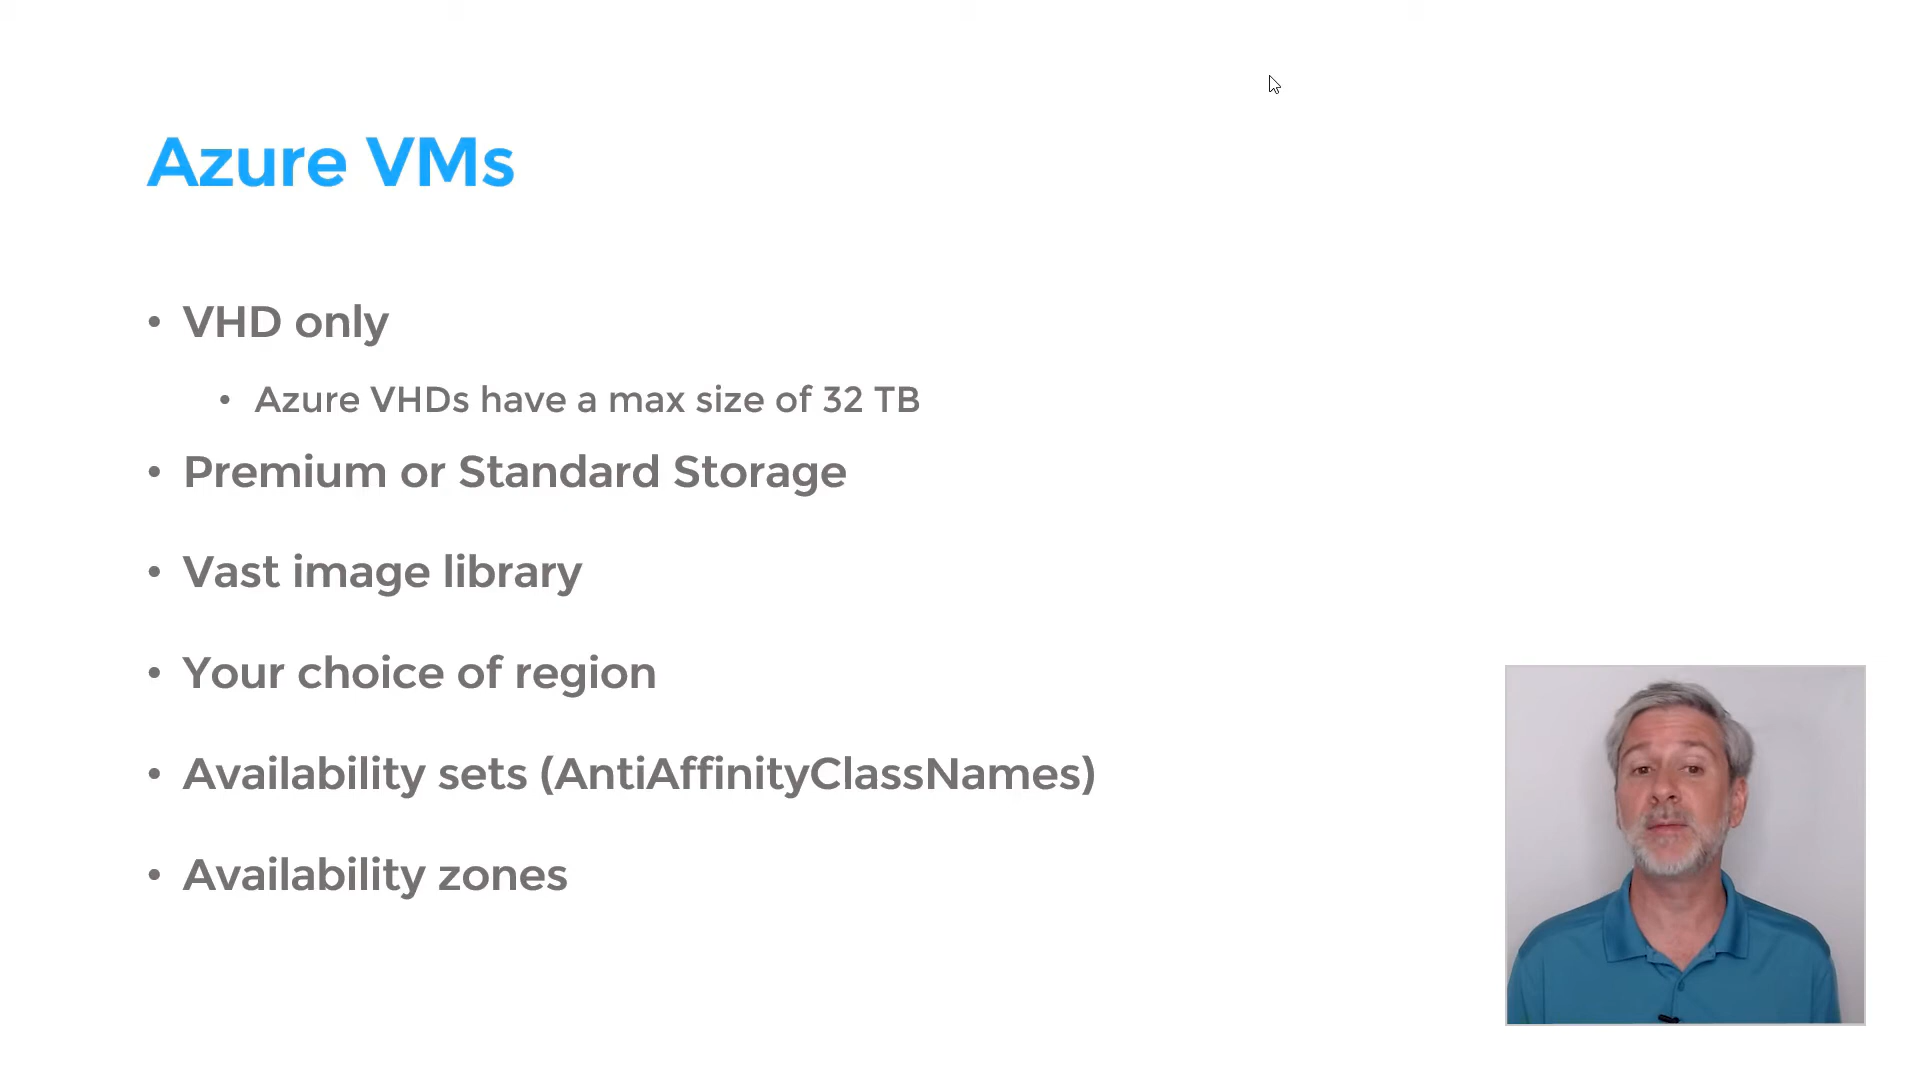 Azure VMs
• VHD only
• Azure VHDs have a max size of 32 TB
• Premium or Standard Storage
• Vast image library
• Your choice of region
• Availability sets (AntiAffinityClassNames)
• Availability zones